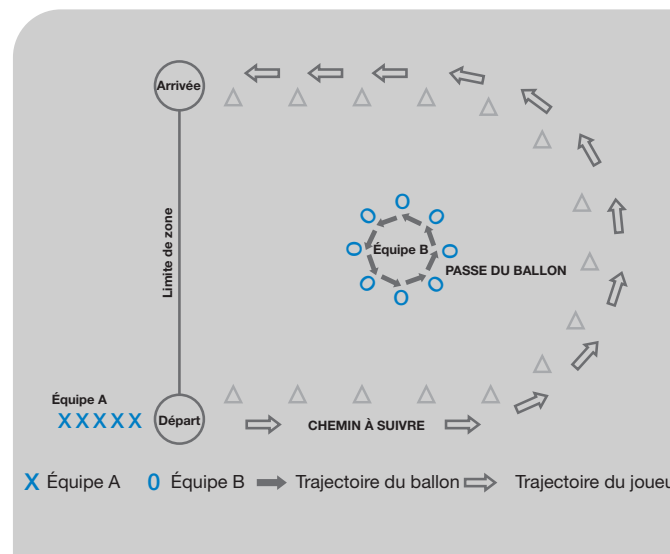 Arrivée
Limite de zone
Équipe B
PASSE DU BALLON
Équipe A
XXXXX
Départ
CHEMIN À SUIVRE
X Équipe A O Équipe B Trajectoire du ballon Trajectoire du joueu